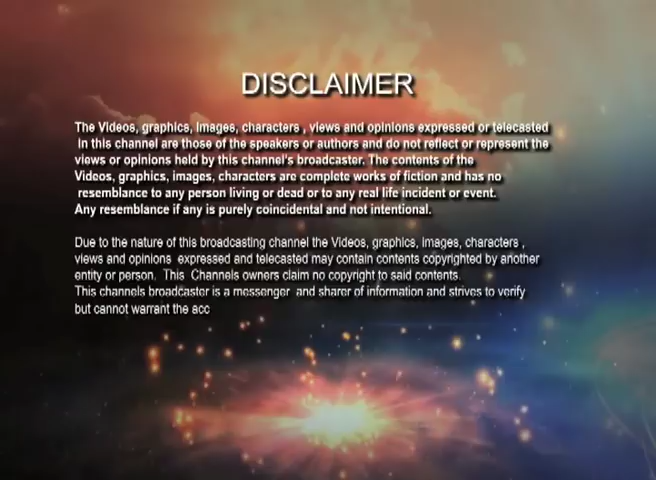 DISCLAIMER
The Videos, graphics, images, characters , views and opinions expressed or telecasted
In this channel are those of the speakers or authors and do not reflect or represent the
views or opinions held by this channel's broadcaster. The contents of the
Videos, graphics, images, characters are complete works of fiction and has no
resemblance to any person living or dead or to any real life incident or event.
Any resemblance if any is purely coincidental and not intentional.
Due to the nature of this broadcasting channel the Videos, graphics, images, characters ,
views and opinions expressed and telecasted may contain contents copyrighted by another
entity or person. This Channels owners claim no copyright to said contents.
This channels broadcaster is a messenger and sharer of information and strives to verify
but cannot warrant the acc